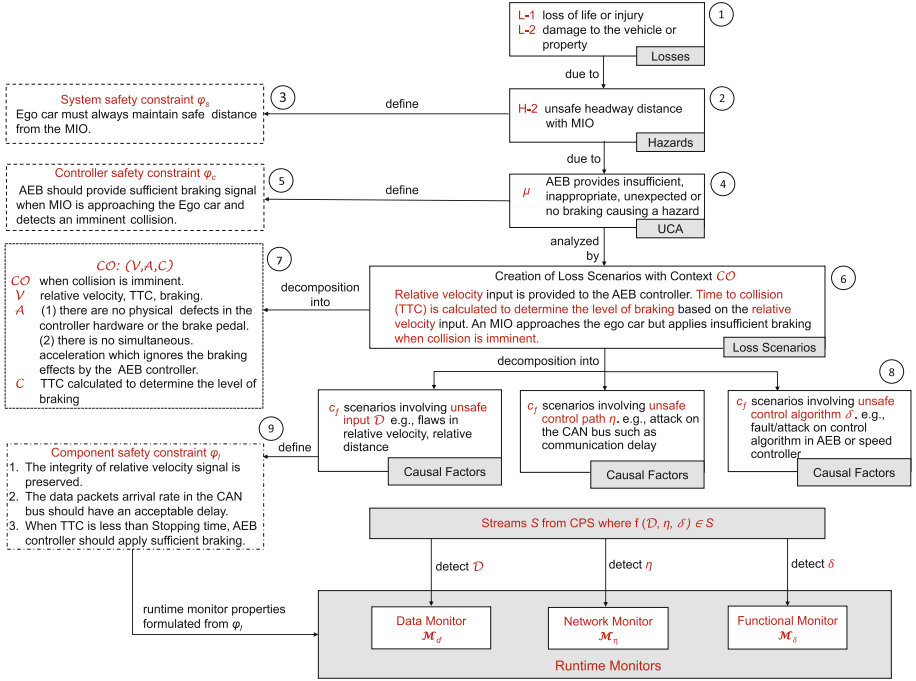 1
L-1 loss of life or injury
L-2 damage to the vehicle or
property
Losses
due to
System safety constraint φs
Ego car must always maintain safe distance
from the MIO.
3
define
2
H-2 unsafe headway distance
with MIO
Hazards
due to
Controller safety constraint φc
AEB should provide sufficient braking signal
when MIO is approaching the Ego car and
detects an imminent collision.
5
define
4
μ AEB provides insufficient,
inappropriate, unexpected or
no braking causing a hazard
UCA
analyzed
by
7
CO: (V,A,C)
CO when collision is imminent.
V relative velocity, TTC, braking.
A (1) there are no physical defects in the
controller hardware or the brake pedal.
(2) there is no simultaneous.
acceleration which ignores the braking
effects by the AEB controller.
C TTC calculated to determine the level of
braking
decomposition
into
6
Creation of Loss Scenarios with Context CO
Relative velocity input is provided to the AEB controller. Time to collision
(TTC) is calculated to determine the level of braking based on the relative
velocity input. An MIO approaches the ego car but applies insufficient braking
when collision is imminent.
Loss Scenarios
decomposition into
8
cf scenarios involving unsafe
input D e.g., flaws in
relative velocity, relative
distance
Causal Factors
cf scenarios involving unsafe
control path η. e.g., attack on
the CAN bus such as
communication delay
Causal Factors
cf scenarios involving unsafe
control algorithm δ. e.g.,
fault/attack on control
algorithm in AEB or speed
controller
Causal Factors
9
define
Component safety constraint φl
1. The integrity of relative velocity signal is
preserved.
2. The data packets arrival rate in the CAN
bus should have an acceptable delay.
3. When TTC is less than Stopping time, AEB
controller should apply sufficient braking.
Streams S from CPS where f (D, η, δ) ∈ S
detect D
detect η
detect δ
runtime monitor properties
formulated from φl
Data Monitor
Md
Network Monitor
Mη
Functional Monitor
Mδ
Runtime Monitors